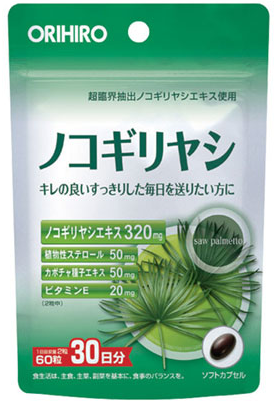 ORIHIRO
超臨界抽出ノコギリヤシエキス使用
ノコギリヤシ
キレの良いすっきりした毎日を送りたい方に
ノコギリヤシエキス 320mg
植物性ステロール 50mg
カボチャ種子エキス 50mg
ビタミンE 20mg
(2粒中)
saw palmetto
1日目安量2粒
60粒 30日分
ソフトカプセル
食生活は、主食、主菜、副菜を基本に、食事のバランスを。